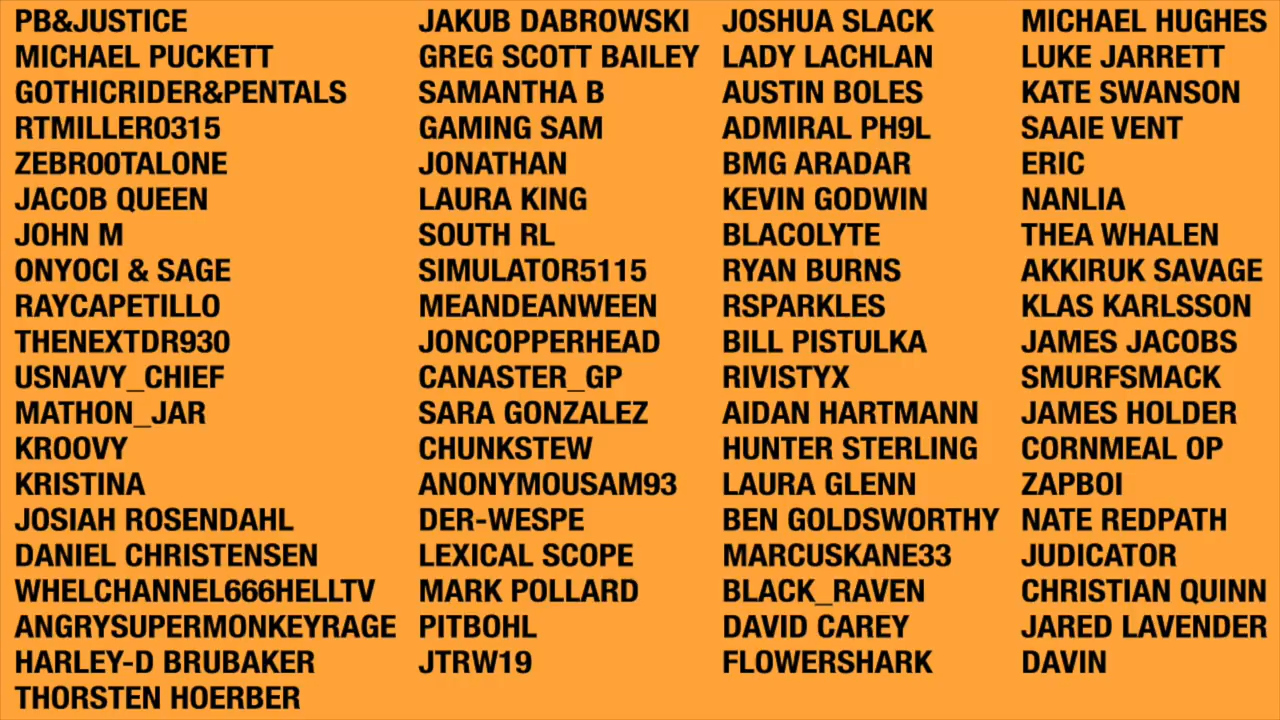 PB&JUSTICE
MICHAEL PUCKETT
GOTHICRIDER&PENTALS
RTMILLER0315
ZEBR00TALONE
JACOB QUEEN
JOHN M
ONYOCI & SAGE
RAYCAPETILLO
THENEXTDR930
USNAVY_CHIEF
MATHON_JAR
KROOVY
KRISTINA
JOSIAH ROSENDAHL
DANIEL CHRISTENSEN
WHELCHANNEL666HELLTV
ANGRYSUPERMONKEYRAGE
HARLEY-D BRUBAKER
THORSTEN HOERBER
JAKUB DABROWSKI
GREG SCOTT BAILEY
SAMANTHA B
GAMING SAM
JONATHAN
LAURA KING
SOUTH RL
SIMULATOR5115
MEANDEANWEEN
JONCOPPERHEAD
CANASTER_GP
SARA GONZALEZ
CHUNKSTEW
ANONYMOUSAM93
DER-WESPE
LEXICAL SCOPE
MARK POLLARD
PITBOHL
JTRW19
JOSHUA SLACK
LADY LACHLAN
AUSTIN BOLES
ADMIRAL PH9L
BMG ARADAR
KEVIN GODWIN
BLACOLYTE
RYAN BURNS
RSPARKLES
BILL PISTULKA
RIVISTYX
AIDAN HARTMANN
HUNTER STERLING
LAURA GLENN
BEN GOLDSWORTHY
MARCUSKANE33
BLACK_RAVEN
DAVID CAREY
FLOWERSHARK
MICHAEL HUGHES
LUKE JARRETT
KATE SWANSON
SAAIE VENT
ERIC
NANLIA
THEA WHALEN
AKKIRUK SAVAGE
KLAS KARLSSON
JAMES JACOBS
SMURFSMACK
JAMES HOLDER
CORNMEAL OP
ZAPBOI
NATE REDPATH
JUDICATOR
CHRISTIAN QUINN
JARED LAVENDER
DAVIN